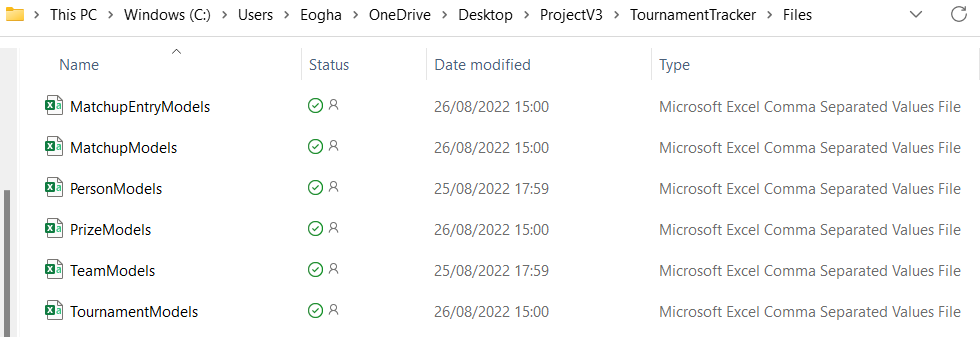 This PC > Windows (C:) > Users > Eogha > OneDrive > Desktop > ProjectV3 > TournamentTracker > Files
Name Status Date modified Type
MatchupEntryModels 26/08/2022 15:00 Microsoft Excel Comma Separated Values File
MatchupModels 26/08/2022 15:00 Microsoft Excel Comma Separated Values File
PersonModels 25/08/2022 17:59 Microsoft Excel Comma Separated Values File
PrizeModels 26/08/2022 15:00 Microsoft Excel Comma Separated Values File
TeamModels 25/08/2022 17:59 Microsoft Excel Comma Separated Values File
TournamentModels 26/08/2022 15:00 Microsoft Excel Comma Separated Values File